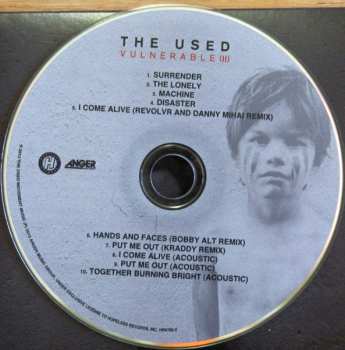 THE USED
VULNERABLE (II)
1. SURRENDER
2. THE LONELY
3. MACHINE
4. DISASTER
5. I COME ALIVE (REVOLVR AND DANNY MIHAI REMIX)
ANGER
6. HANDS AND FACES (BOBBY ALT REMIX)
7. PUT ME OUT (KRADDY REMIX)
8. I COME ALIVE (ACOUSTIC)
9. PUT ME OUT (ACOUSTIC)
10. TOGETHER BURNING BRIGHT (ACOUSTIC)